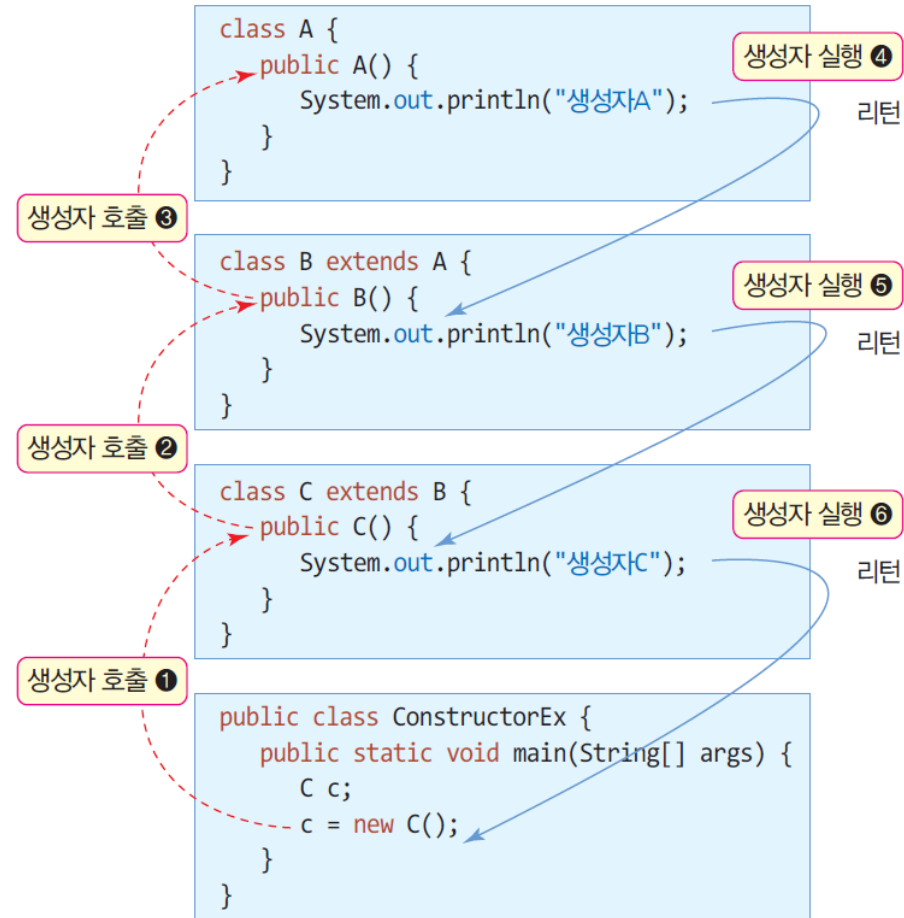 class A {
public A() {
System.out.println("생성자A");
}
}
생성자 실행 ❹
리턴
생성자 호출 ❸
class B extends A {
public B() {
System.out.println("생성자B");
}
}
생성자 실행 ❺
리턴
생성자 호출 ❷
class C extends B {
public C() {
System.out.println("생성자C");
}
}
생성자 실행 ❻
리턴
생성자 호출 ❶
public class ConstructorEx {
public static void main(String[] args) {
C c;
c = new C();
}
}